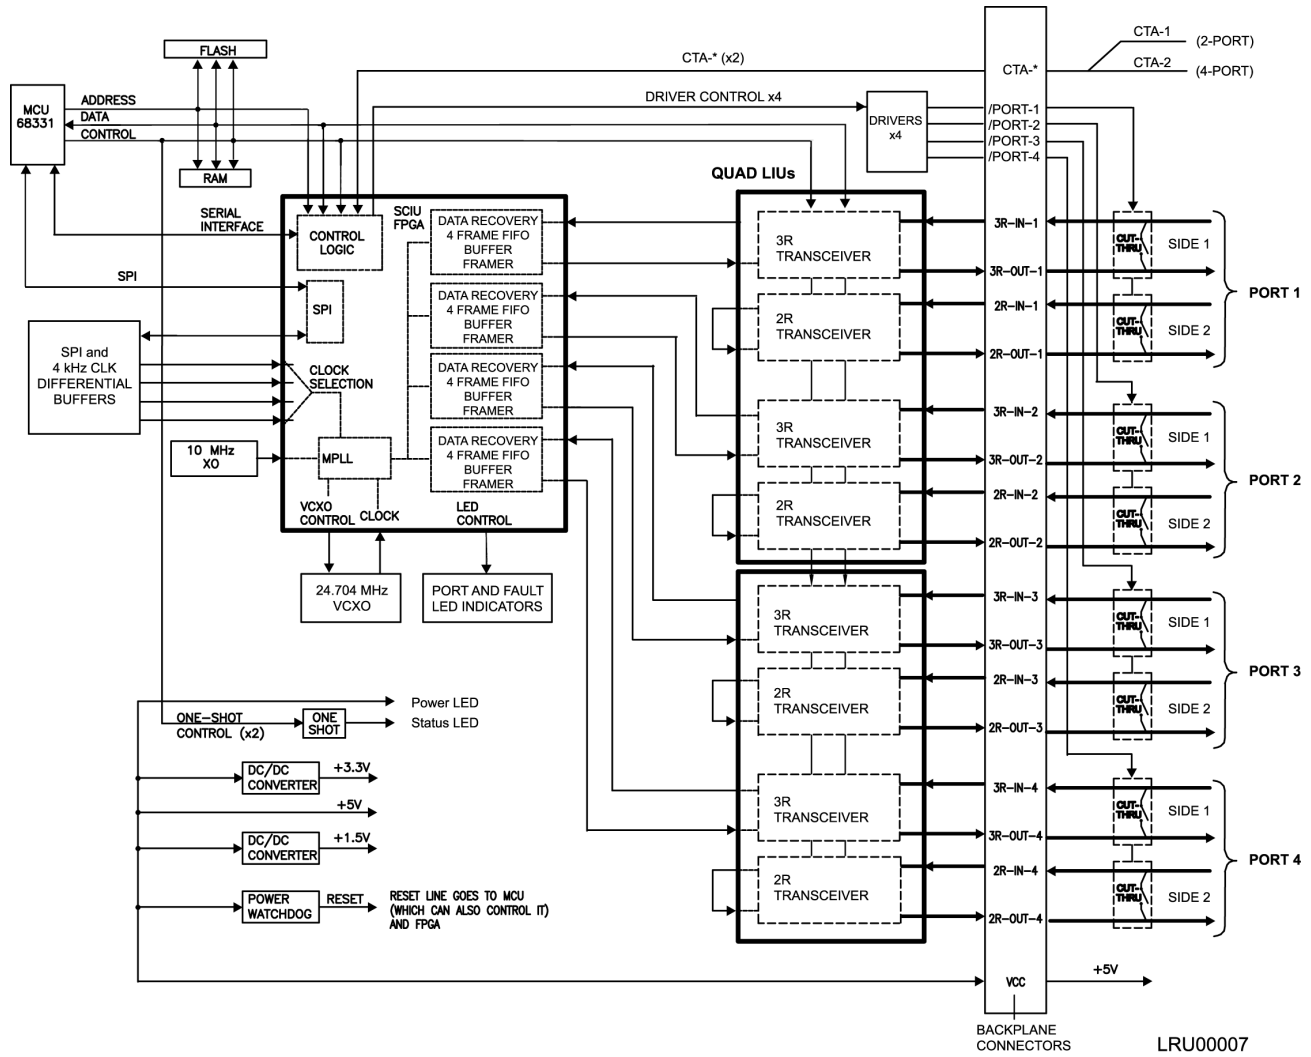 FLASH
MCU
68331
ADDRESS
DATA
CONTROL
RAM
CTA-* (x2)
DRIVER CONTROL x4
DRIVERS
x4
CTA-*
/PORT-1
/PORT-2
/PORT-3
/PORT-4
CTA-1
(2-PORT)
CTA-2
(4-PORT)
SERIAL
INTERFACE
SPI
SPI and
4 kHz CLK
DIFFERENTIAL
BUFFERS
10 MHz
XO
SCIU
FPGA
CONTROL
LOGIC
SPI
CLOCK
SELECTION
MPLL
VCXO
CONTROL
CLOCK
LED
CONTROL
DATA RECOVERY
4 FRAME FIFO
BUFFER
FRAMER
DATA RECOVERY
4 FRAME FIFO
BUFFER
FRAMER
DATA RECOVERY
4 FRAME FIFO
BUFFER
FRAMER
DATA RECOVERY
4 FRAME FIFO
BUFFER
FRAMER
24.704 MHz
VCXO
PORT AND FAULT
LED INDICATORS
QUAD LIUs
3R
TRANSCEIVER
2R
TRANSCEIVER
3R
TRANSCEIVER
2R
TRANSCEIVER
3R
TRANSCEIVER
2R
TRANSCEIVER
3R
TRANSCEIVER
2R
TRANSCEIVER
3R-IN-1
3R-OUT-1
2R-IN-1
2R-OUT-1
3R-IN-2
3R-OUT-2
2R-IN-2
2R-OUT-2
3R-IN-3
3R-OUT-3
2R-IN-3
2R-OUT-3
3R-IN-4
3R-OUT-4
2R-IN-4
2R-OUT-4
CUT-
THRU
SIDE 1
CUT-
THRU
SIDE 2
PORT 1
CUT-
THRU
SIDE 1
CUT-
THRU
SIDE 2
PORT 2
CUT-
THRU
SIDE 1
CUT-
THRU
SIDE 2
PORT 3
CUT-
THRU
SIDE 1
CUT-
THRU
SIDE 2
PORT 4
Power LED
ONE-SHOT
CONTROL (x2)
ONE
SHOT
Status LED
DC/DC
CONVERTER
+3.3V
+5V
DC/DC
CONVERTER
+1.5V
POWER
WATCHDOG
RESET
RESET LINE GOES TO MCU
(WHICH CAN ALSO CONTROL IT)
AND FPGA
VCC
+5V
BACKPLANE
CONNECTORS
LRU00007